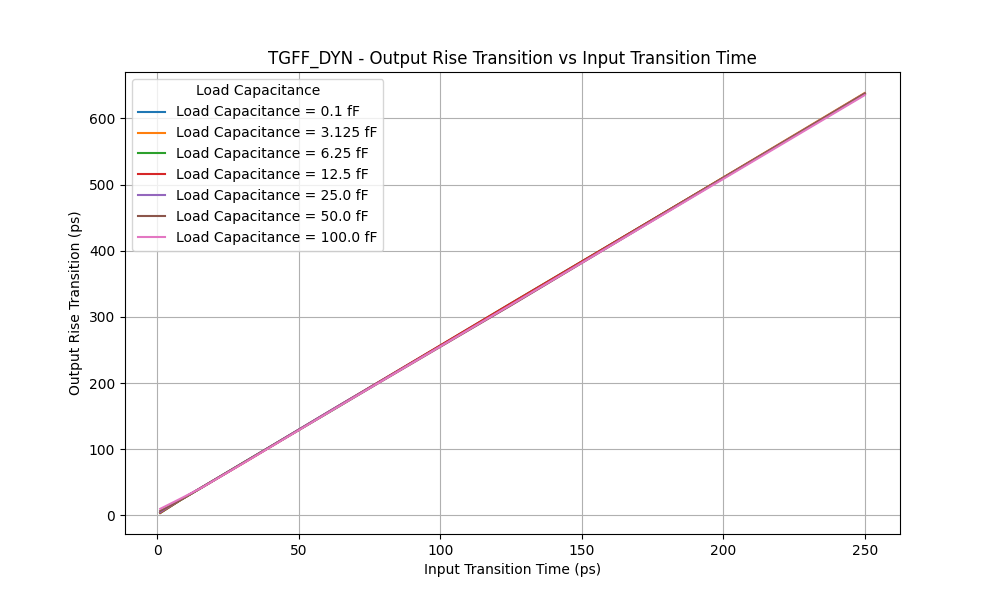 TGFF_DYN - Output Rise Transition vs Input Transition Time
Load Capacitance
Load Capacitance = 0.1 fF
Load Capacitance = 3.125 fF
Load Capacitance = 6.25 fF
Load Capacitance = 12.5 fF
Load Capacitance = 25.0 fF
Load Capacitance = 50.0 fF
Load Capacitance = 100.0 fF
Output Rise Transition (ps)
600
500
400
300
200
100
0
0 50 100 150 200 250
Input Transition Time (ps)